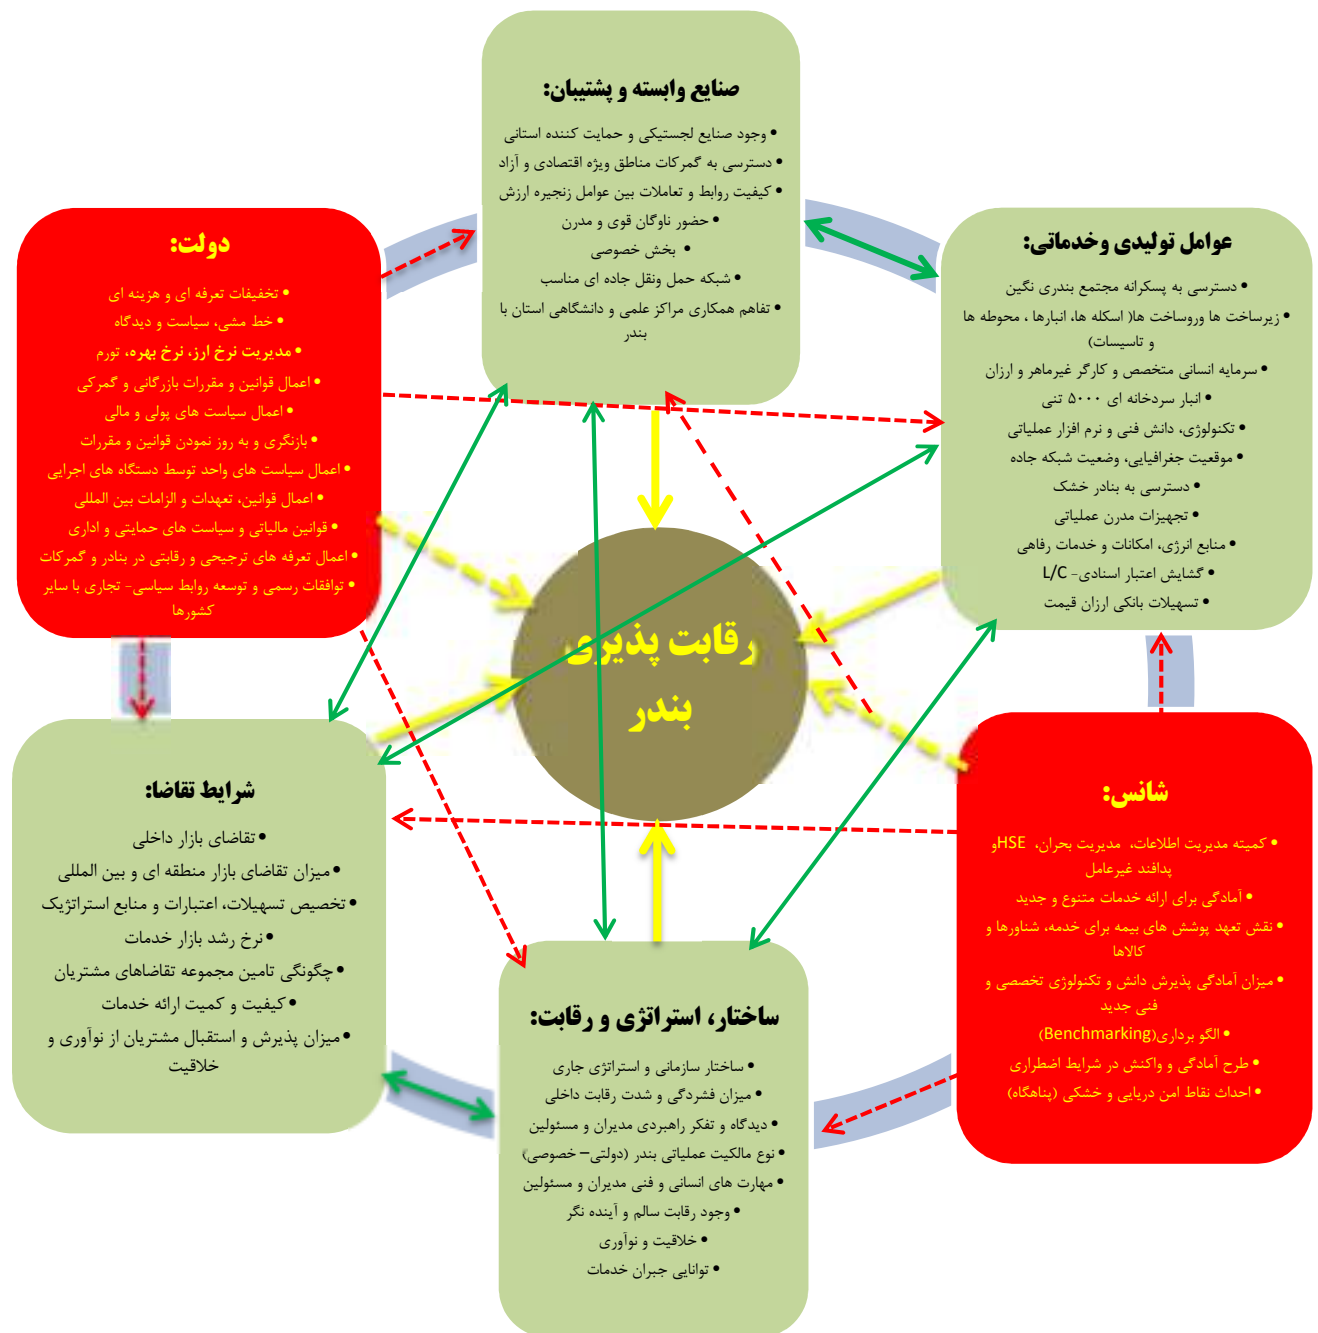 صنایع وابسته و پشتیبان:
• وجود صنایع لجستیکی و حمایت کننده استانی
• دسترسی به گمرکات مناطق ویژه اقتصادی و آزاد
• کیفیت روابط و تعاملات بین عوامل زنجیره ارزش
• حضور ناوگان قوی و مدرن
• بخش خصوصی
• شبکه حمل ونقل جاده ای مناسب
• تفاهم همکاری مراکز علمی و دانشگاهی استان با
بندر
عوامل تولیدی وخدماتی:
• دسترسی به پسکرانه مجتمع بندری نگین
• زیرساخت ها وروساخت ها( اسکله ها، انبارها ، محوطه ها
و تاسیسات)
• سرمایه انسانی متخصص و کارگر غیرماهر و ارزان
• انبار سردخانه ای ۵۰۰۰ تنی
• تکنولوژی، دانش فنی و نرم افزار عملیاتی
• موقعیت جغرافیایی، وضعیت شبکه جاده
• دسترسی به بنادر خشک
• تجهیزات مدرن عملیاتی
• منابع انرژی، امکانات و خدمات رفاهی
• گشایش اعتبار اسنادی- L/C
• تسهیلات بانکی ارزان قیمت
دولت:
• تخفیفات تعرفه ای و هزینه ای
• خط مشی، سیاست و دیدگاه
• مدیریت نرخ ارز، نرخ بهره، تورم
• اعمال قوانین و مقررات بازرگانی و گمرکی
• اعمال سیاست های پولی و مالی
• بازنگری و به روز نمودن قوانین و مقررات
• اعمال سیاست های واحد توسط دستگاه های اجرایی
• اعمال قوانین، تعهدات و الزامات بین المللی
• قوانین مالیاتی و سیاست های حمایتی و اداری
• اعمال تعرفه های ترجیحی و رقابتی در بنادر و گمرکات
• توافقات رسمی و توسعه روابط سیاسی- تجاری با سایر
کشورها
رقابت پذیری
بندر
شانس:
• کمیته مدیریت اطلاعات، مدیریت بحران، HSEو
پدافند غیرعامل
• آمادگی برای ارائه خدمات متنوع و جدید
• نقش تعهد پوشش های بیمه برای خدمه، شناورها و
کالاها
• میزان آمادگی پذیرش دانش و تکنولوژی تخصصی و
فنی جدید
• الگو برداری(Benchmarking)
• طرح آمادگی و واکنش در شرایط اضطراری
• احداث نقاط امن دریایی و خشکی (پناهگاه)
شرایط تقاضا:
• تقاضای بازار داخلی
• میزان تقاضای بازار منطقه ای و بین المللی
• تخصیص تسهیلات، اعتبارات و منابع استراتژیک
• نرخ رشد بازار خدمات
• چگونگی تامین مجموعه تقاضاهای مشتریان
• کیفیت و کمیت ارائه خدمات
• میزان پذیرش و استقبال مشتریان از نوآوری و
خلاقیت
ساختار، استراتژی و رقابت:
• ساختار سازمانی و استراتژی جاری
• میزان فشردگی و شدت رقابت داخلی
• دیدگاه و تفکر راهبردی مدیران و مسئولین
• نوع مالکیت عملیاتی بندر (دولتی– خصوصی)
• مهارت های انسانی و فنی مدیران و مسئولین
• وجود رقابت سالم و آینده نگر
• خلاقیت و نوآوری
• توانایی جبران خدمات